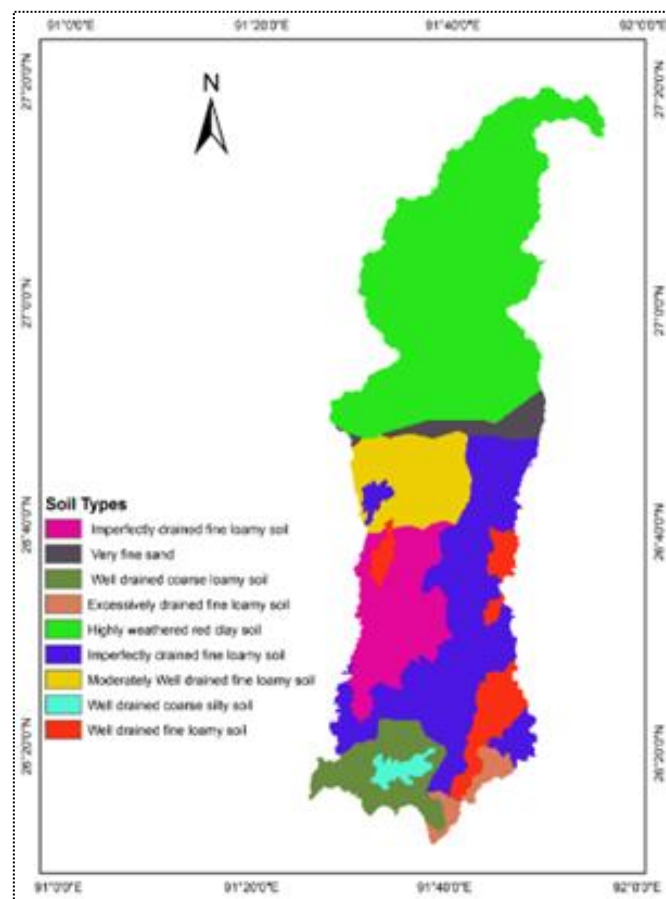 91°0'0"E 91°20'0"E 91°40'0"E 92°0'0"E
27°20'0"N
27°0'0"N
26°40'0"N
26°20'0"N
N
Soil Types
Imperfectly drained fine loamy soil
Very fine sand
Well drained coarse loamy soil
Excessively drained fine loamy soil
Highly weathered red clay soil
Imperfectly drained fine loamy soil
Moderately Well drained fine loamy soil
Well drained coarse silty soil
Well drained fine loamy soil
27°20'0"N
27°0'0"N
26°40'0"N
26°20'0"N
91°0'0"E 91°20'0"E 91°40'0"E 92°0'0"E